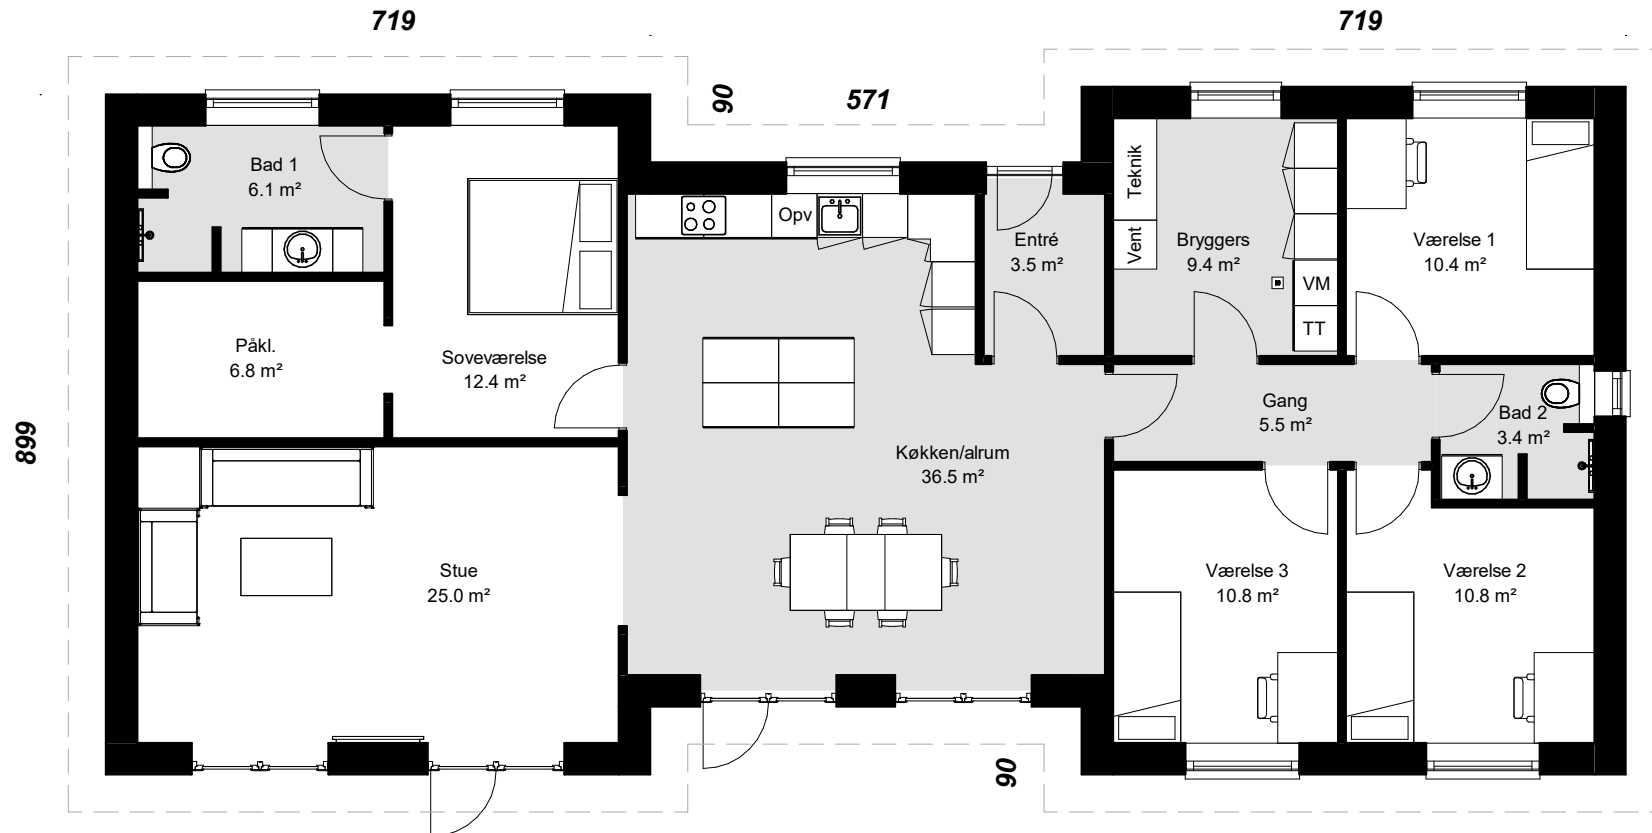 719
719
90
571
Bad 1
6.1 m²
Opv
Teknik
Vent
Entré
3.5 m²
Bryggers
9.4 m²
Værelse 1
10.4 m²
VM
TT
Påkl.
6.8 m²
Soveværelse
12.4 m²
Gang
5.5 m²
Bad 2
3.4 m²
899
Køkken/alrum
36.5 m²
Stue
25.0 m²
Værelse 3
10.8 m²
Værelse 2
10.8 m²
90